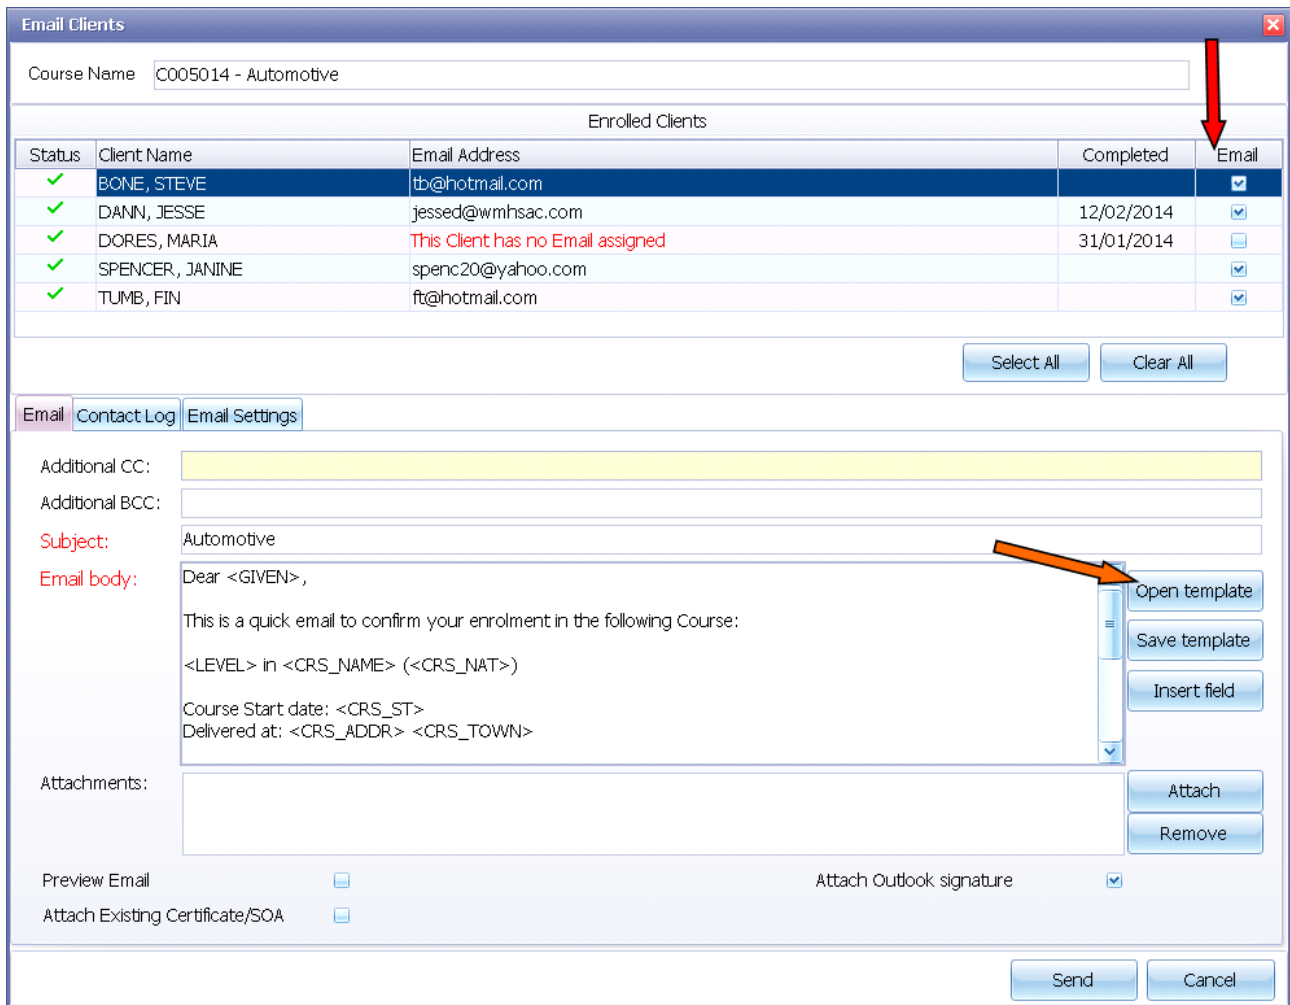 Email Clients
Course Name C005014 - Automotive
Enrolled Clients
Status Client Name Email Address Completed Email
BONE, STEVE tb@hotmail.com
DANN, JESSE jessed@wmhsac.com 12/02/2014
DORES, MARIA This Client has no Email assigned 31/01/2014
SPENCER, JANINE spenc20@yahoo.com
TUMB, FIN ft@hotmail.com
Select All Clear All
Email Contact Log Email Settings
Additional CC:
Additional BCC:
Subject: Automotive
Email body: Dear <GIVEN>,
Open template
This is a quick email to confirm your enrolment in the following Course:
Save template
<LEVEL> in <CRS_NAME> (<CRS_NAT>)
Insert field
Course Start date: <CRS_ST>
Delivered at: <CRS_ADDR> <CRS_TOWN>
Attachments:
Attach
Remove
Preview Email Attach Outlook signature
Attach Existing Certificate/SOA
Send Cancel